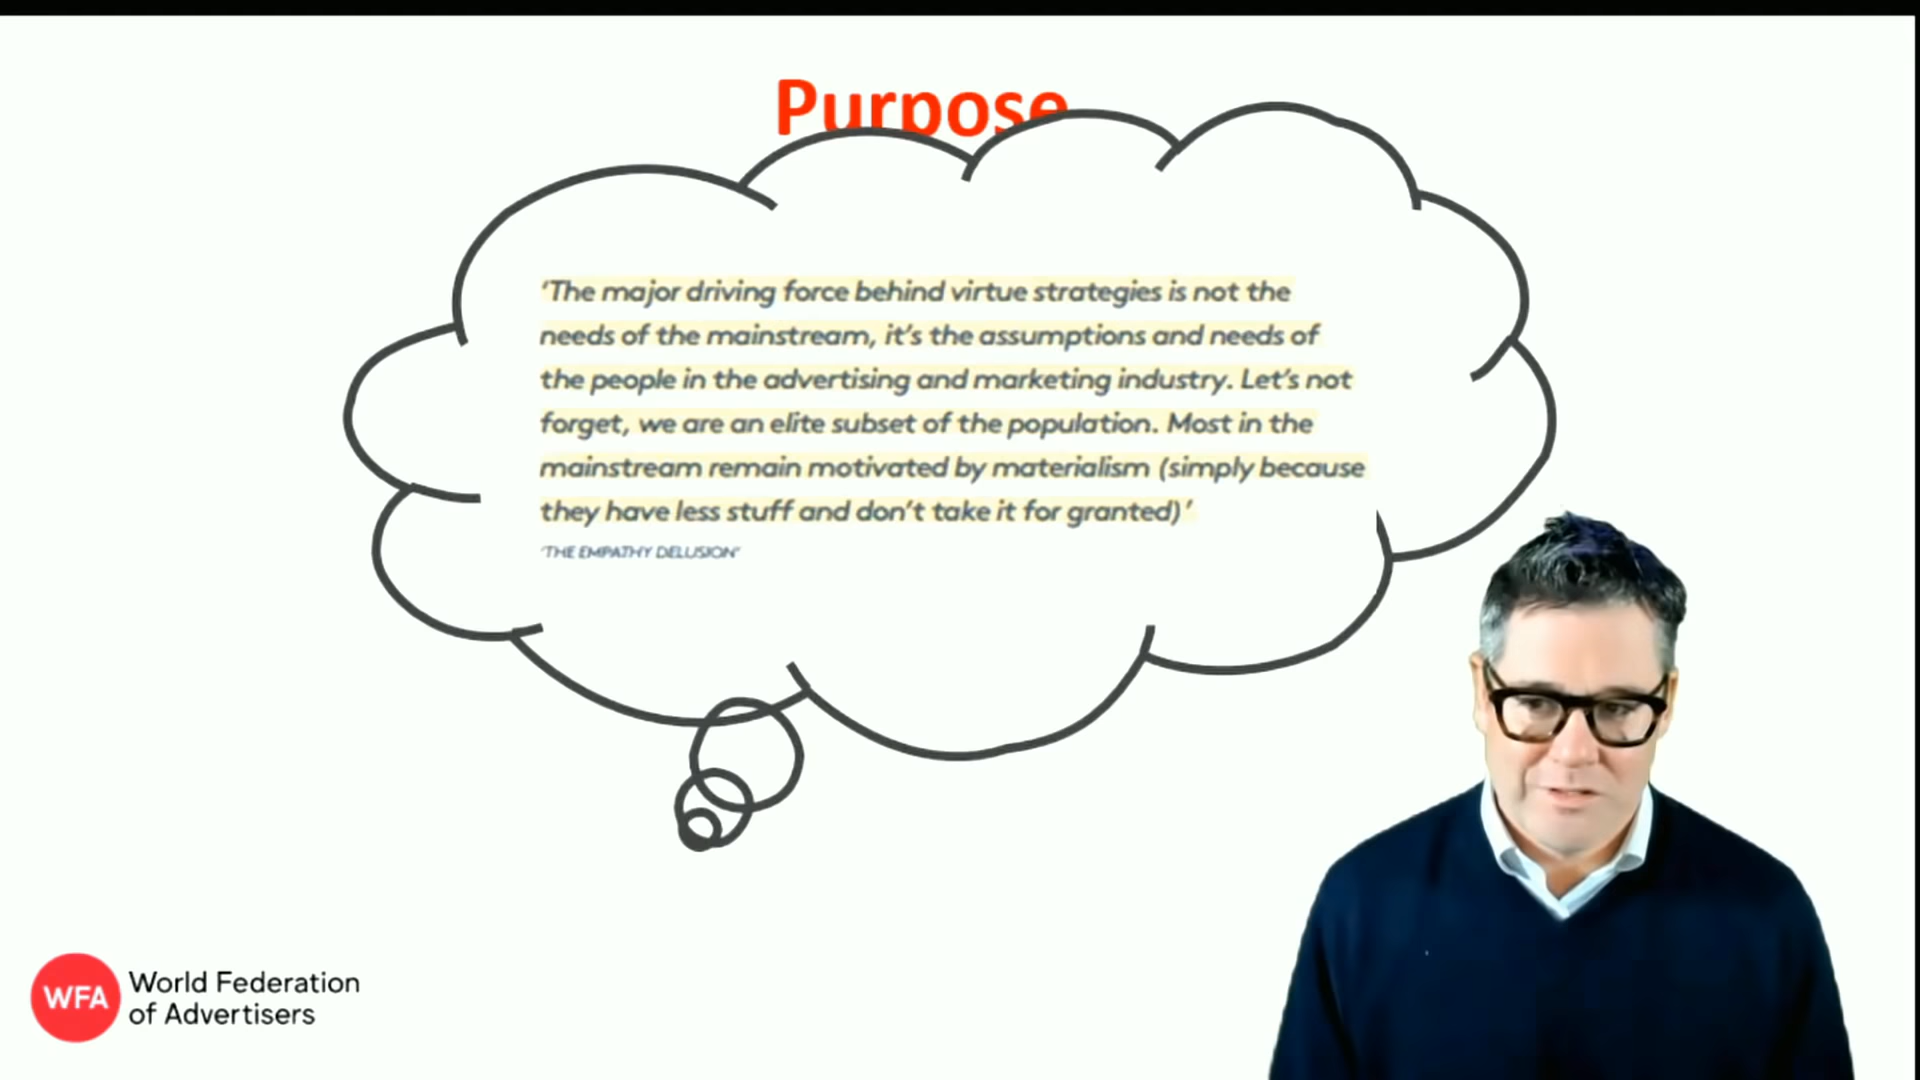 Purpose
‘The major driving force behind virtue strategies is not the
needs of the mainstream, it’s the assumptions and needs of
the people in the advertising and marketing industry. Let’s not
forget, we are an elite subset of the population. Most in the
mainstream remain motivated by materialism (simply because
they have less stuff and don’t take it for granted)’
‘THE EMPATHY DELUSION’
WFA
World Federation
of Advertisers